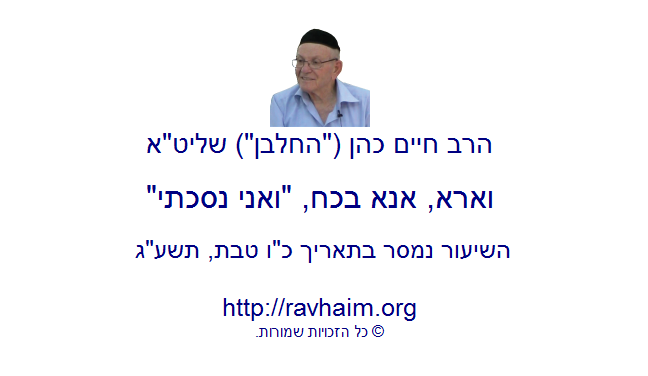 הרב חיים כהן ("החלבן") שליט"א
וארא, אנא בכח, "ואני נסכתי"
השיעור נמסר בתאריך כ"ו טבת, תשע"ג
http://ravhaim.org
© כל הזכויות שמורות.